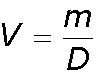 V = m/D